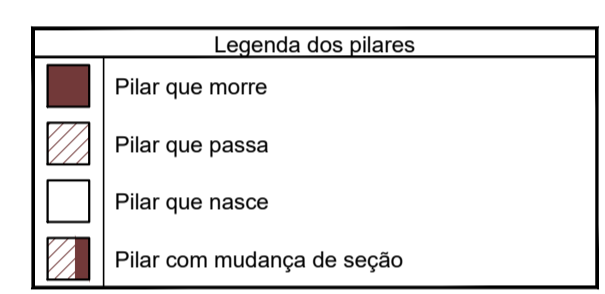 Legenda dos pilares
Pilar que morre
Pilar que passa
Pilar que nasce
Pilar com mudança de seção